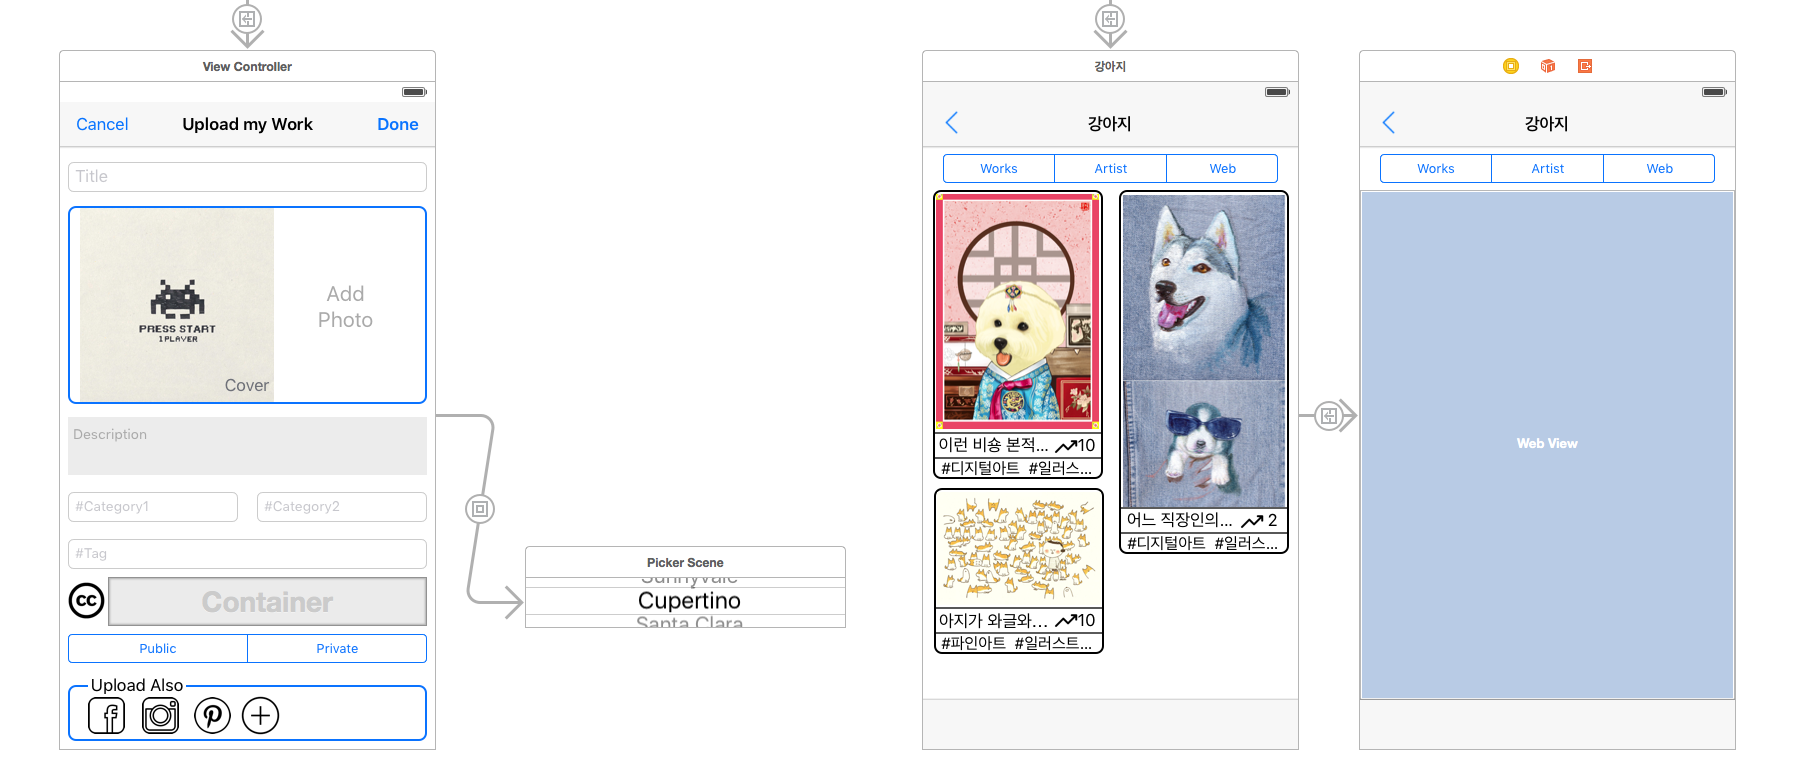 View Controller
Cancel
Upload my Work
Done
Title
PRESS START
1 PLAYER
Cover
Add
Photo
Description
#Category1
#Category2
#Tag
cc
Container
Public
Private
Upload Also
Picker Scene
Sunnyvale
Cupertino
Santa Clara
강아지
강아지
Works
Artist
Web
이런 비숑 본적...
10
#디지털아트 #일러스...
어느 직장인의...
2
#디지털아트 #일러스...
아지가 와글와...
10
#파인아트 #일러스트...
강아지
Works
Artist
Web
Web View